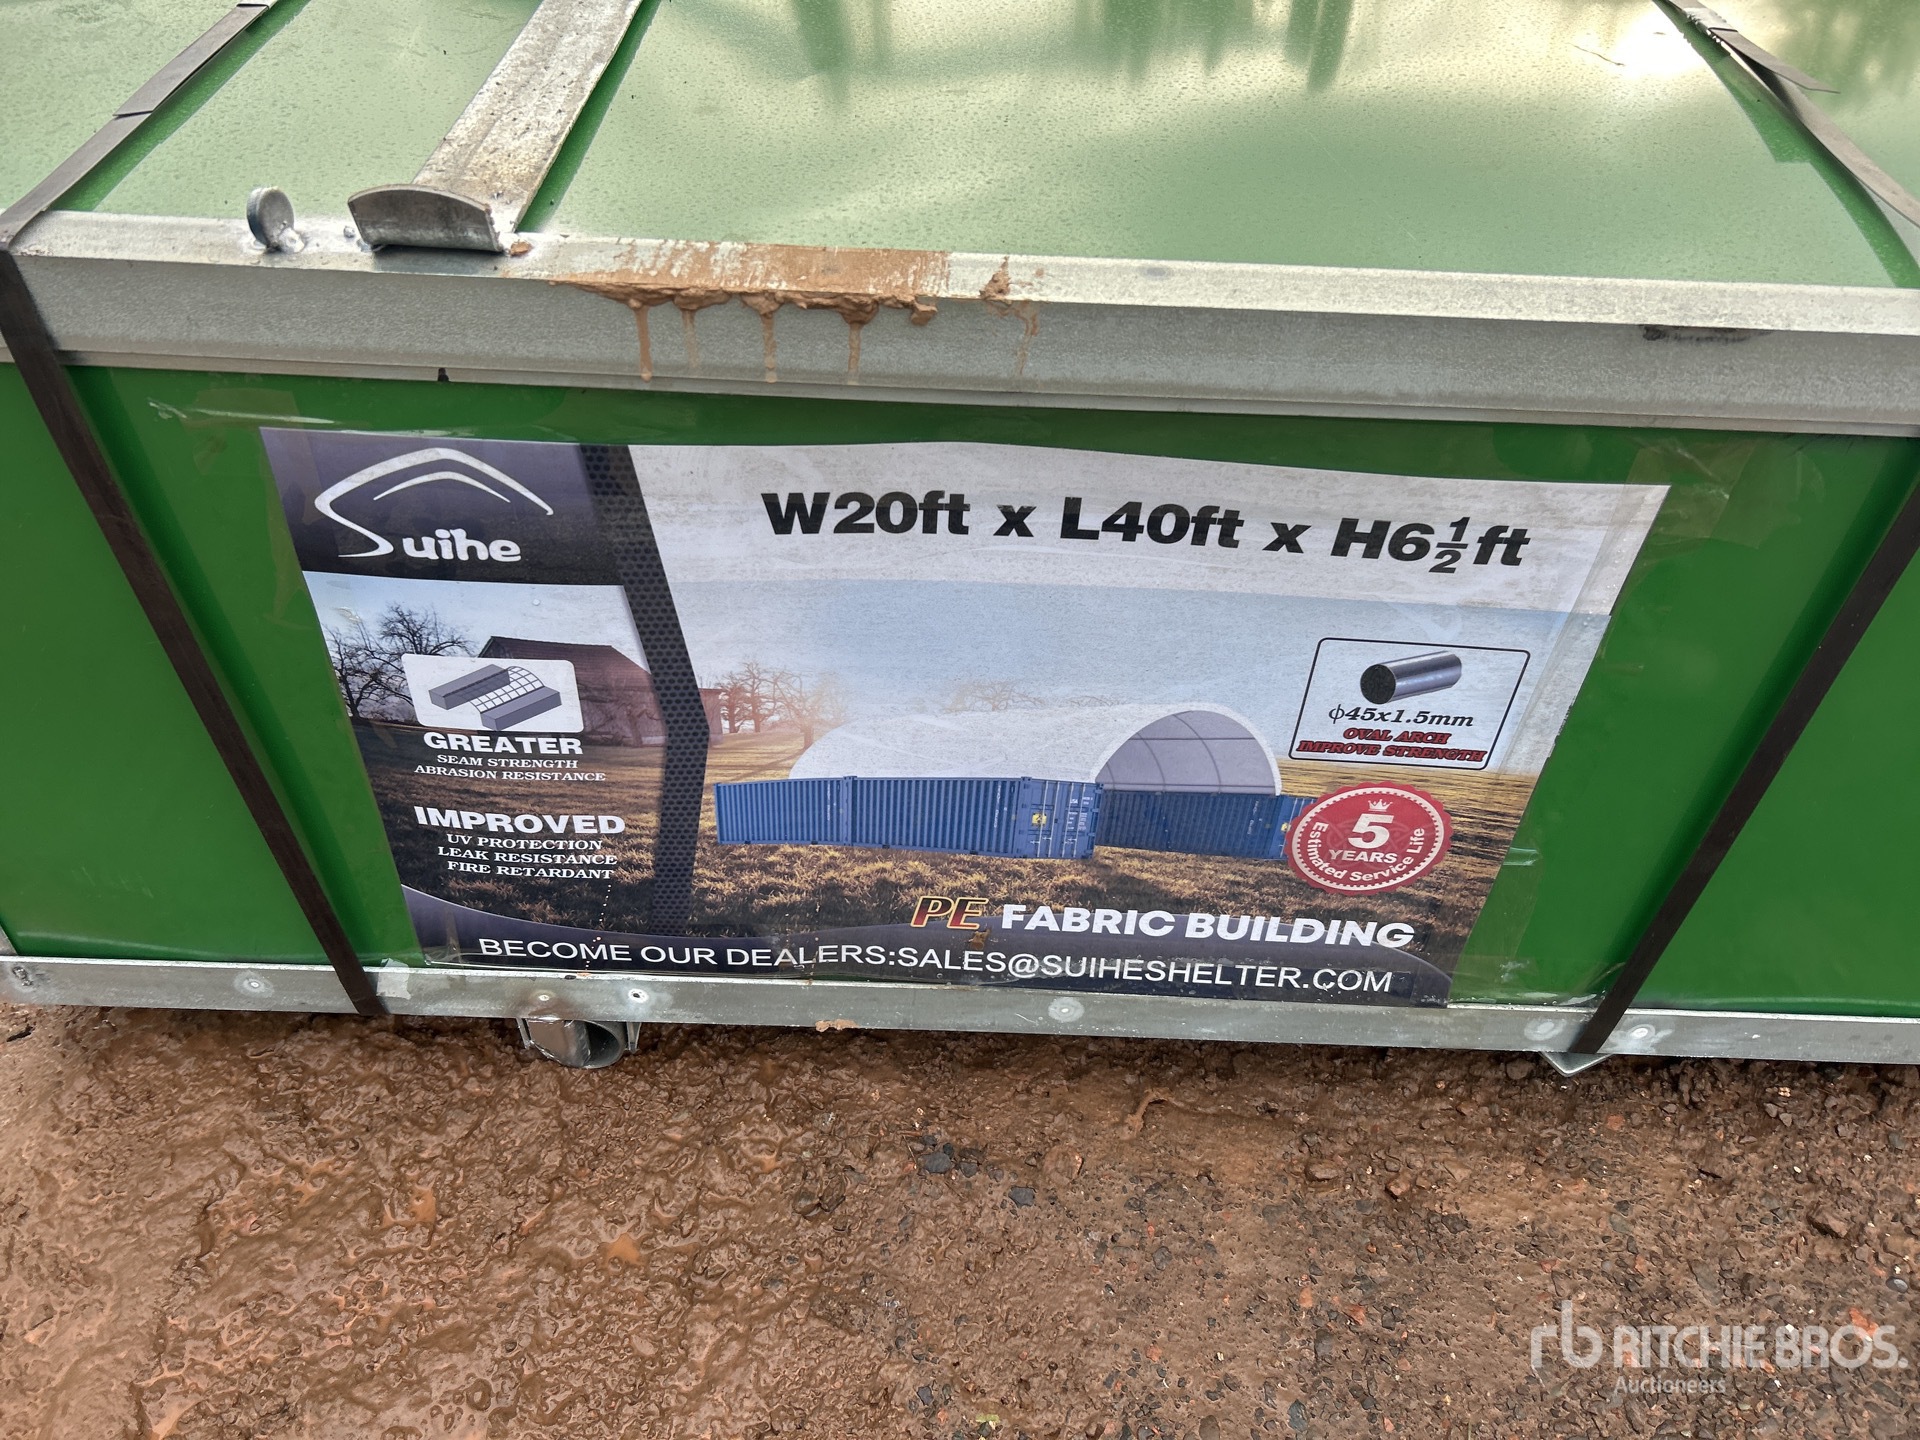 Suihe
W20ft x L40ft x H6½ft
GREATER
SEAM STRENGTH
ABRASION RESISTANCE
IMPROVED
UV PROTECTION
LEAK RESISTANCE
FIRE RETARDANT
ϕ45x1.5mm
OVAL ARCH
IMPROVE STRENGTH
5
YEARS
Estimated Service Life
PE FABRIC BUILDING
BECOME OUR DEALERS:SALES@SUIHESHELTER.COM
rb RITCHIE BROS.
Auctioneers